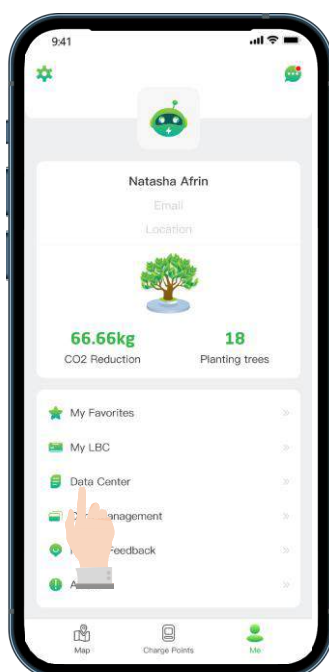 9:41
Natasha Afrin
Email
Location
66.66kg
18
CO2 Reduction
Planting trees
My Favorites
My LBC
Data Center
Feedback
Map
Charge Points
Me